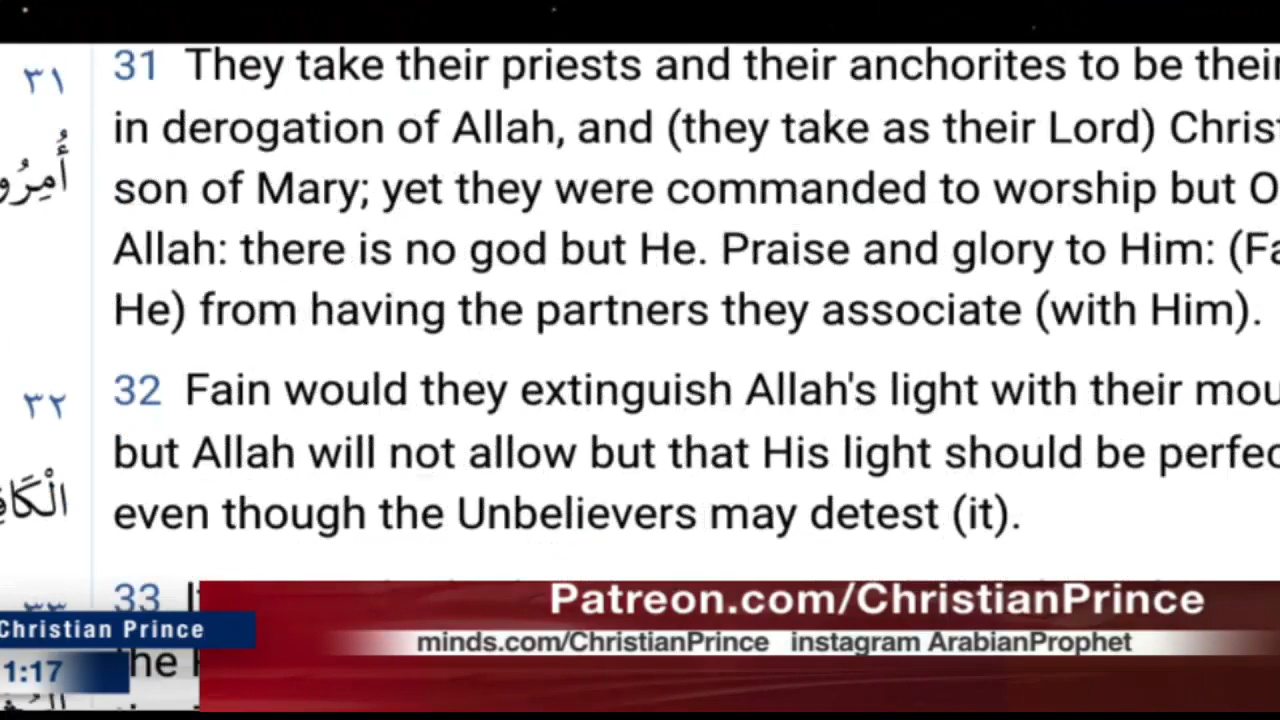 ٣١
31 They take their priests and their anchorites to be their
in derogation of Allah, and (they take as their Lord) Christ
أُمِرُو
son of Mary; yet they were commanded to worship but O
Allah: there is no god but He. Praise and glory to Him: (Fa
He) from having the partners they associate (with Him).
٣٢
32 Fain would they extinguish Allah's light with their mou
but Allah will not allow but that His light should be perfec
الْكَافِ
even though the Unbelievers may detest (it).
٣٣
33
Patreon.com/ChristianPrince
Christian Prince
minds.com/ChristianPrince instagram ArabianProphet
1:17
the